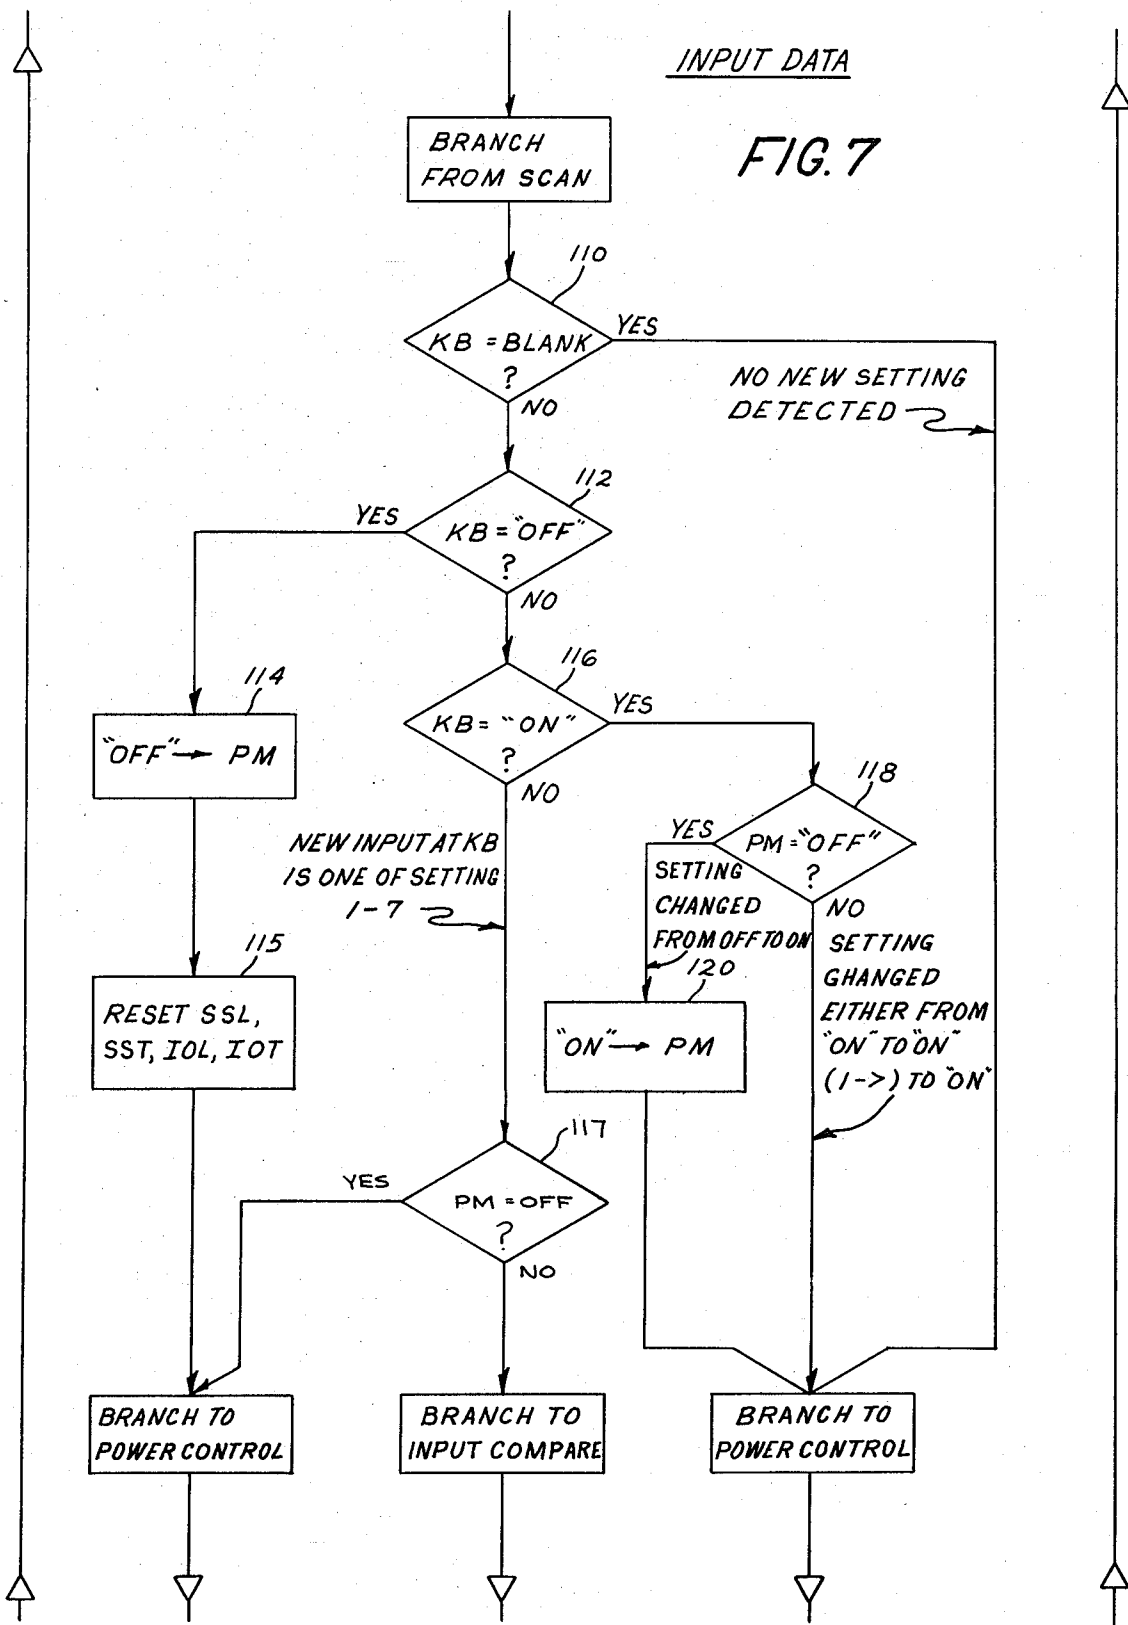 INPUT DATA
FIG. 7
BRANCH
FROM SCAN
110
KB = BLANK
?
YES
NO
NO NEW SETTING
DETECTED
112
KB = "OFF"
?
YES
NO
116
KB = "ON"
?
YES
NO
114
"OFF" → PM
118
PM = "OFF"
?
YES
NO
NEW INPUT AT KB
IS ONE OF SETTING
1-7
SETTING
CHANGED
FROM OFF TO ON
SETTING
GHANGED
EITHER FROM
"ON" TO "ON"
(1->) TO "ON"
115
RESET SSL,
SST, IOL, IOT
120
"ON" → PM
117
PM = OFF
?
YES
NO
BRANCH TO
POWER CONTROL
BRANCH TO
INPUT COMPARE
BRANCH TO
POWER CONTROL